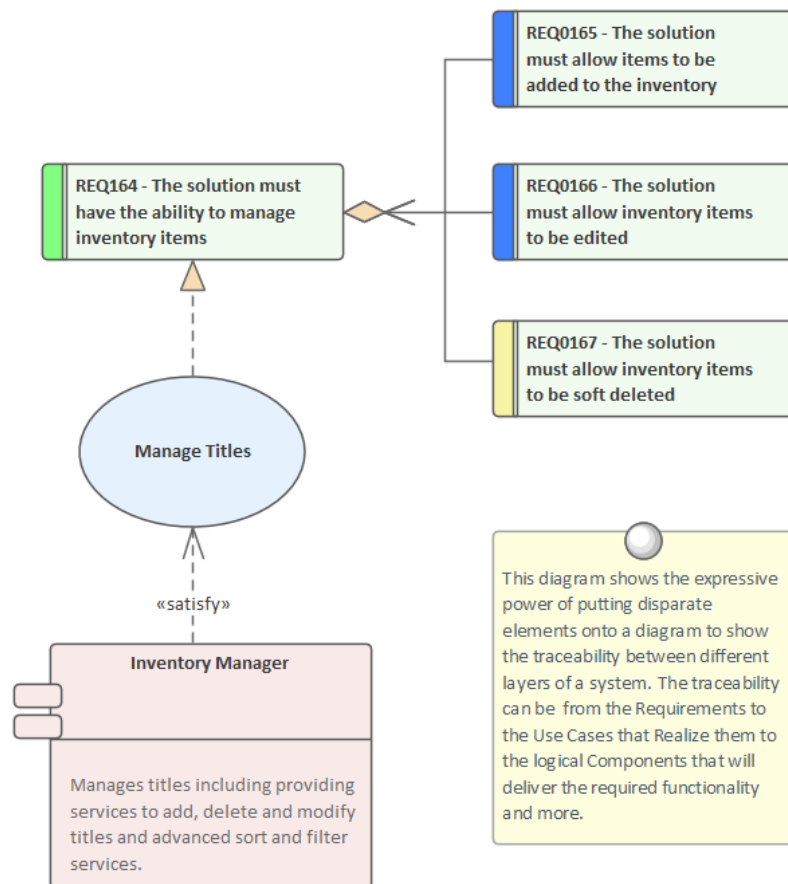 REQ0165 - The solution
must allow items to be
added to the inventory
REQ164 - The solution must
have the ability to manage
inventory items
REQ0166 - The solution
must allow inventory items
to be edited
REQ0167 - The solution
must allow inventory items
to be soft deleted
Manage Titles
«satisfy»
Inventory Manager
Manages titles including providing
services to add, delete and modify
titles and advanced sort and filter
services.
This diagram shows the expressive
power of putting disparate
elements onto a diagram to show
the traceability between different
layers of a system. The traceability
can be from the Requirements to
the Use Cases that Realize them to
the logical Components that will
deliver the required functionality
and more.